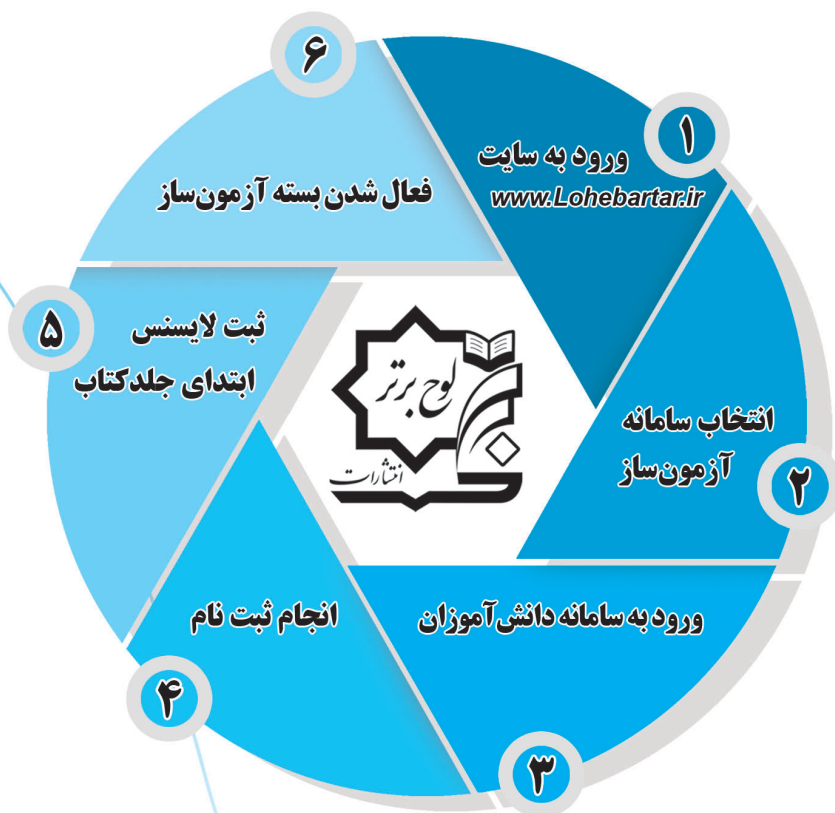 ۱
ورود به سایت
www.Lohebartar.ir
۲
انتخاب سامانه
آزمون‌ساز
۳
ورود به سامانه دانش‌آموزان
۴
انجام ثبت نام
۵
ثبت لایسنس
ابتدای جلدکتاب
۶
فعال شدن بسته آزمون‌ساز
لوح برتر
انتشارات